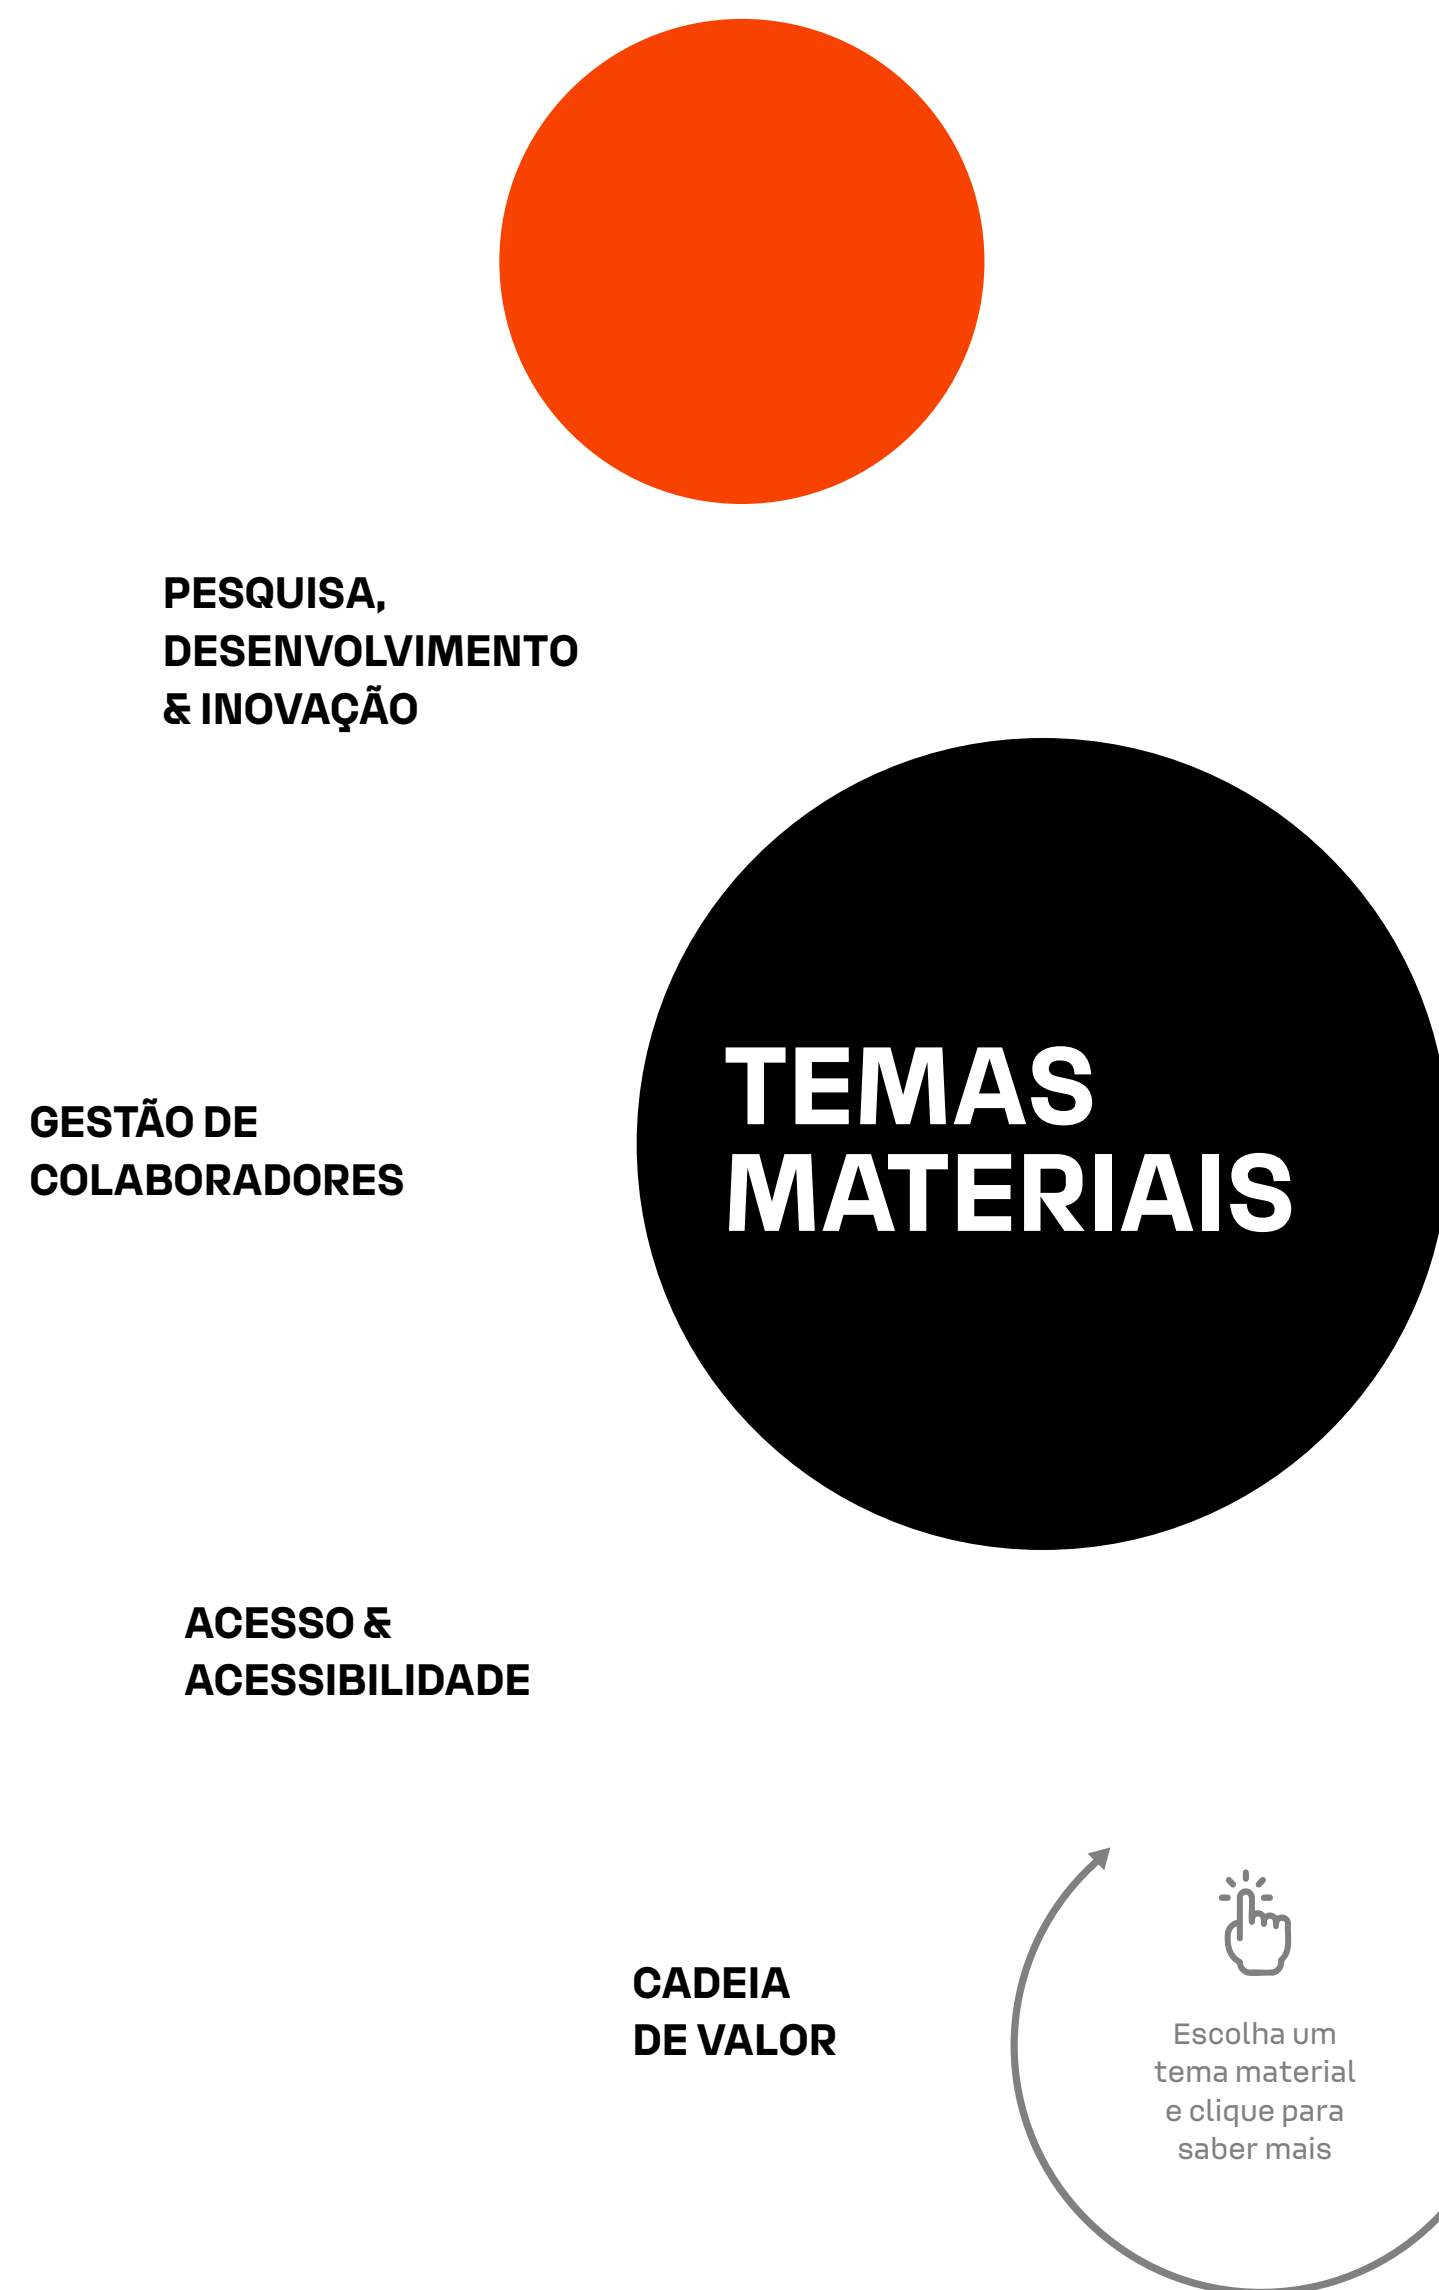 PESQUISA,
DESENVOLVIMENTO
& INOVAÇÃO
TEMAS
MATERIAIS
GESTÃO DE
COLABORADORES
ACESSO &
ACESSIBILIDADE
CADEIA
DE VALOR
Escolha um
tema material
e clique para
saber mais